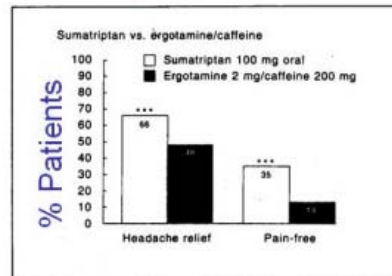 Sumatriptan vs. ergotamine/caffeine
Sumatriptan 100 mg oral
Ergotamine 2 mg/caffeine 200 mg
% Patients
100
90
80
70
60
50
40
30
20
10
0
***
66
***
35
Headache relief
Pain-free